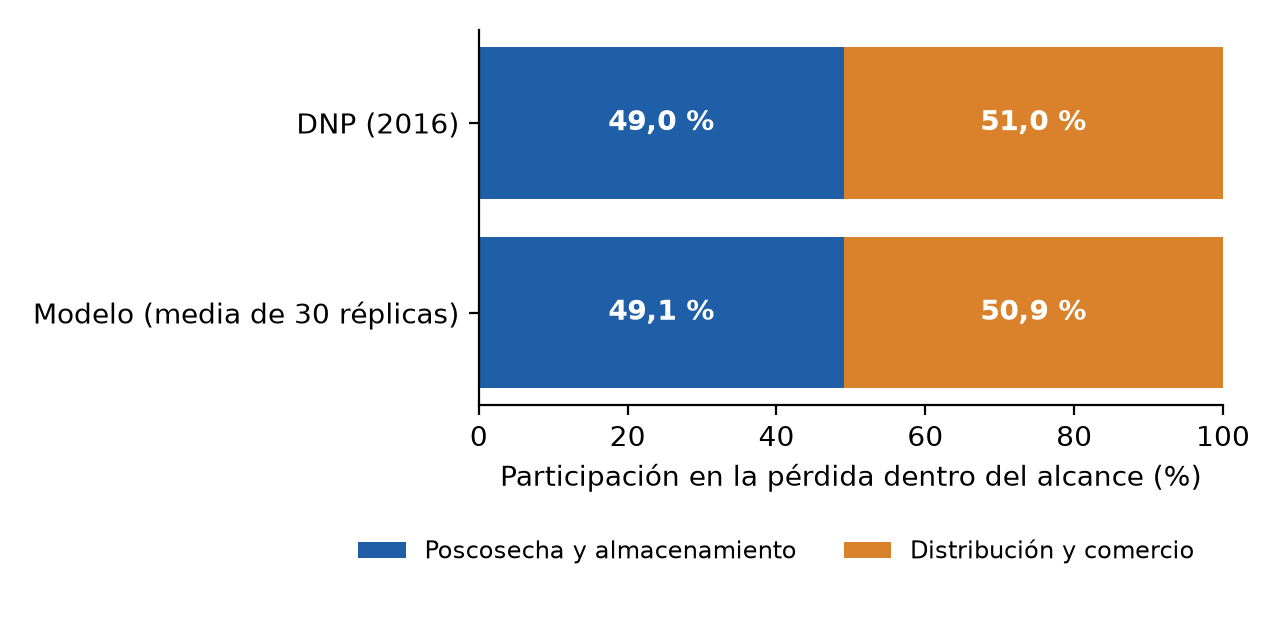 DNP (2016)
49,0 %
51,0 %
Modelo (media de 30 réplicas)
49,1 %
50,9 %
0 20 40 60 80 100
Participación en la pérdida dentro del alcance (%)
Poscosecha y almacenamiento
Distribución y comercio